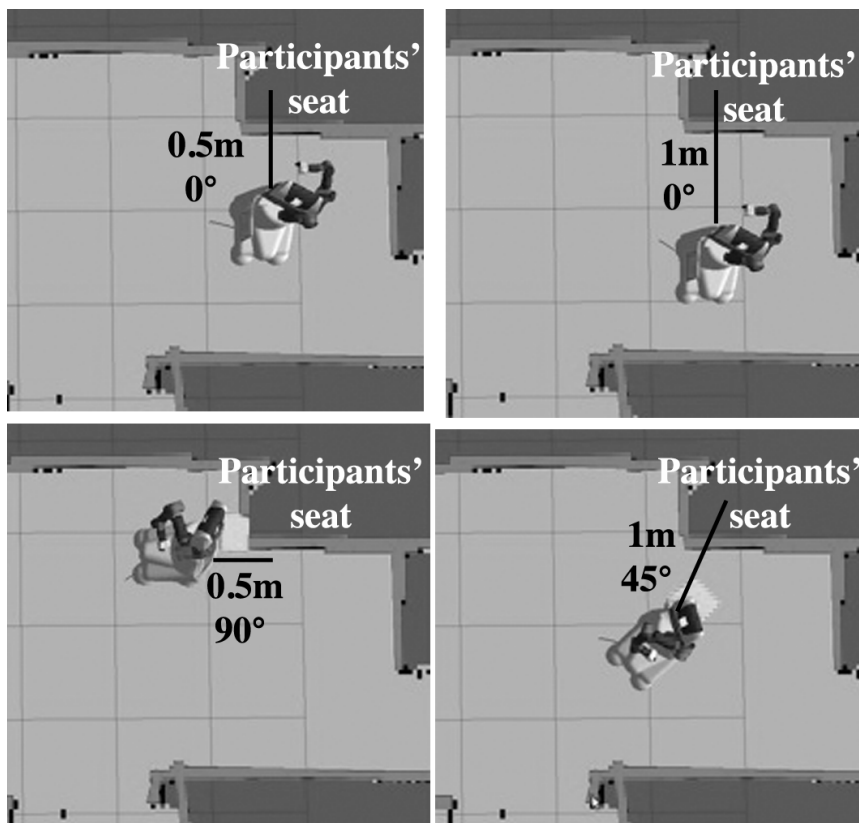 Participants’
seat
0.5m
0°
Participants’
seat
1m
0°
Participants’
seat
0.5m
90°
Participants’
seat
1m
45°